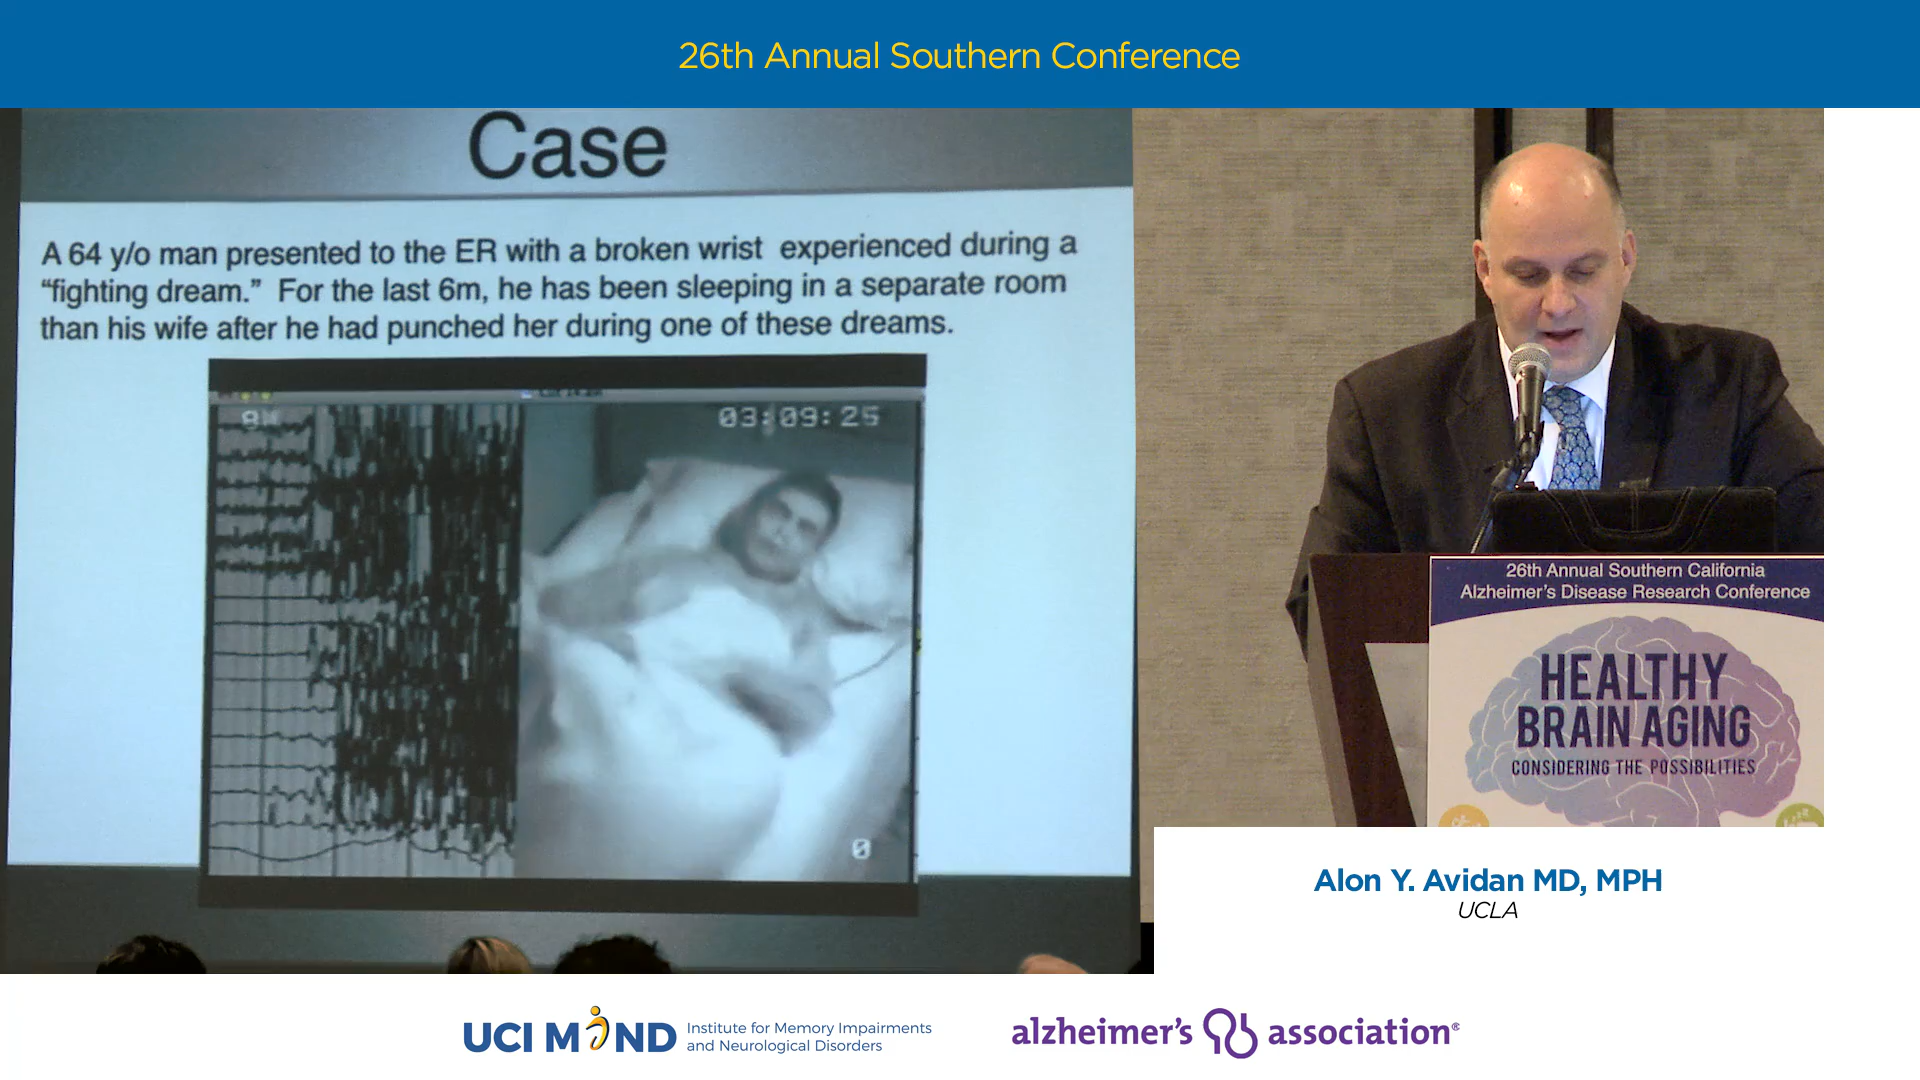 26th Annual Southern Conference
Case
A 64 y/o man presented to the ER with a broken wrist experienced during a
“fighting dream.” For the last 6m, he has been sleeping in a separate room
than his wife after he had punched her during one of these dreams.
03:09:25
26th Annual Southern California
Alzheimer's Disease Research Conference
HEALTHY
BRAIN AGING
CONSIDERING THE POSSIBILITIES
Alon Y. Avidan MD, MPH
UCLA
UCI MIND
Institute for Memory Impairments
and Neurological Disorders
alzheimer's association®